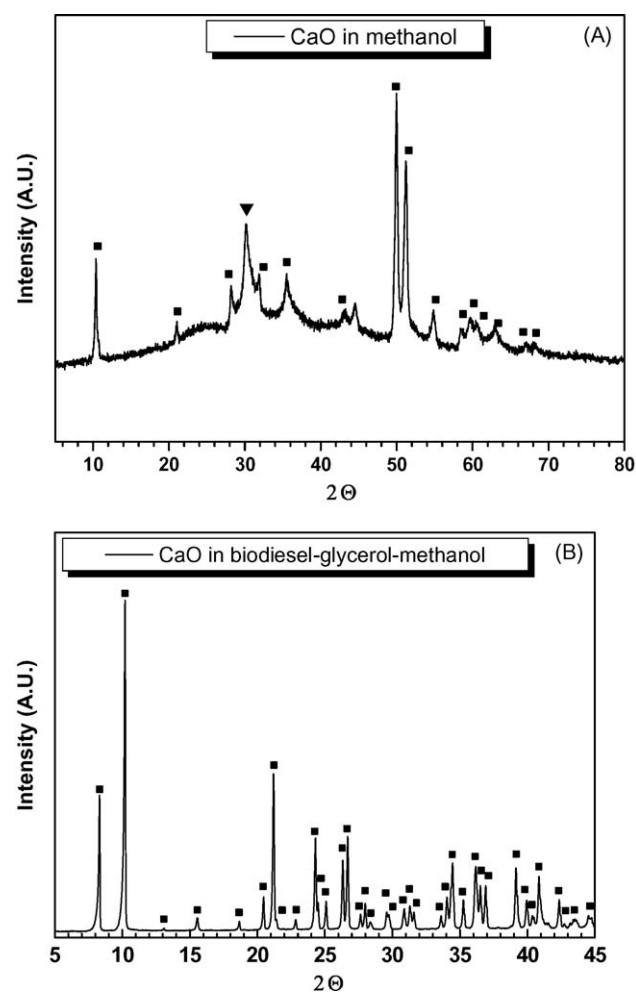 CaO in methanol
(A)
Intensity (A.U.)
10 20 30 40 50 60 70 80
2Θ
CaO in biodiesel-glycerol-methanol
(B)
Intensity (A.U.)
5 10 15 20 25 30 35 40 45
2Θ